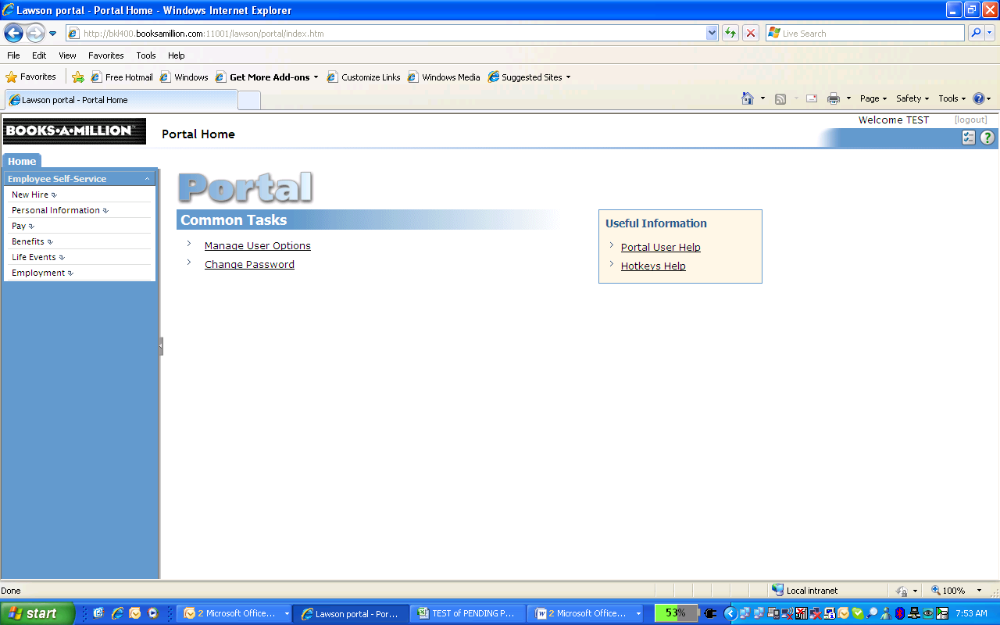 Lawson portal - Portal Home - Windows Internet Explorer
http://bkl400.booksamillion.com:11001/lawson/portal/index.htm
Live Search
File Edit View Favorites Tools Help
Favorites Free Hotmail Windows Get More Add-ons Customize Links Windows Media Suggested Sites
Lawson portal - Portal Home
Page Safety Tools
BOOKS•A•MILLION
Portal Home
Welcome TEST [logout]
Home
Employee Self-Service
New Hire
Personal Information
Pay
Benefits
Life Events
Employment
Portal
Common Tasks
Manage User Options
Change Password
Useful Information
Portal User Help
Hotkeys Help
Done
Local intranet
100%
start
2 Microsoft Office...
Lawson portal - Por...
TEST of PENDING P...
2 Microsoft Office...
53%
7:53 AM